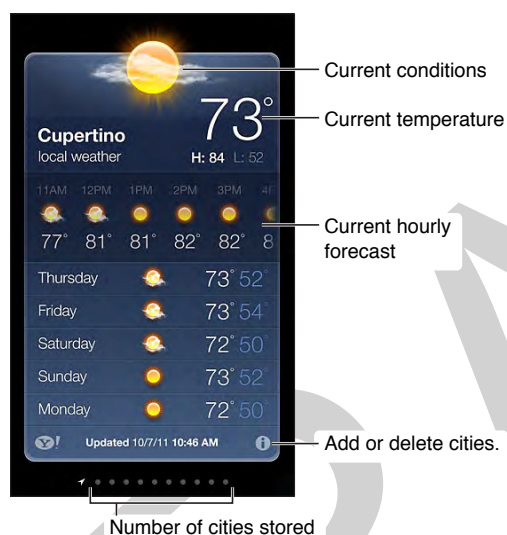 Current conditions
73°
Current temperature
Cupertino
local weather
H: 84 L: 52
11AM 12PM 1PM 2PM 3PM
77° 81° 81° 82° 82° 8
Current hourly
forecast
Thursday 73° 52°
Friday 73° 54°
Saturday 72° 50°
Sunday 73° 52°
Monday 72° 50°
Y! Updated 10/7/11 10:46 AM i
Add or delete cities.
Number of cities stored